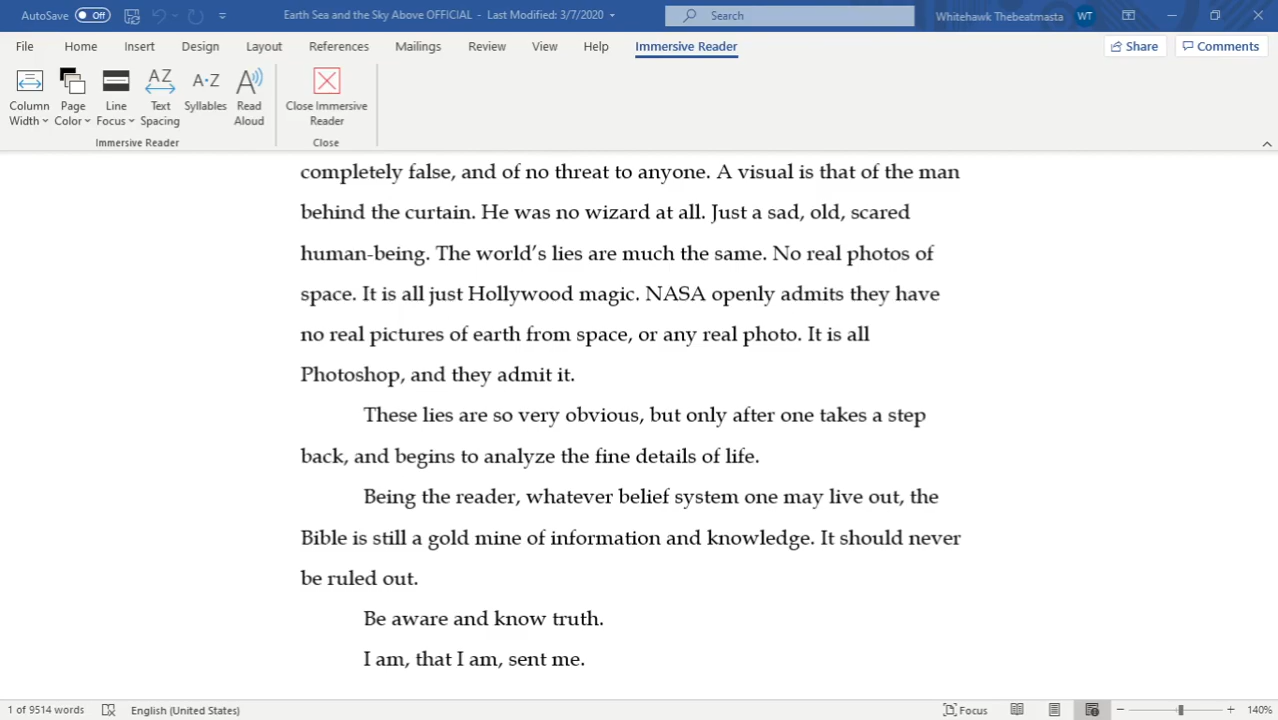 AutoSave Off Earth Sea and the Sky Above OFFICIAL - Last Modified: 3/7/2020 Search Whitehawk Thebeatmasta WT
File Home Insert Design Layout References Mailings Review View Help Immersive Reader Share Comments
Column Width Page Color Line Focus Text Spacing Syllables Read Aloud Close Immersive Reader
Immersive Reader Close
completely false, and of no threat to anyone. A visual is that of the man
behind the curtain. He was no wizard at all. Just a sad, old, scared
human-being. The world's lies are much the same. No real photos of
space. It is all just Hollywood magic. NASA openly admits they have
no real pictures of earth from space, or any real photo. It is all
Photoshop, and they admit it.
These lies are so very obvious, but only after one takes a step
back, and begins to analyze the fine details of life.
Being the reader, whatever belief system one may live out, the
Bible is still a gold mine of information and knowledge. It should never
be ruled out.
Be aware and know truth.
I am, that I am, sent me.
1 of 9514 words English (United States) Focus 140%